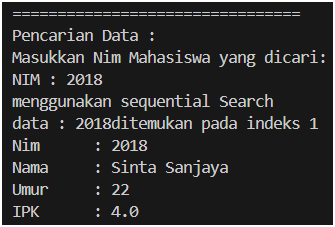 ================================
Pencarian Data :
Masukkan Nim Mahasiswa yang dicari:
NIM : 2018
menggunakan sequential Search
data : 2018ditemukan pada indeks 1
Nim     : 2018
Nama    : Sinta Sanjaya
Umur    : 22
IPK     : 4.0